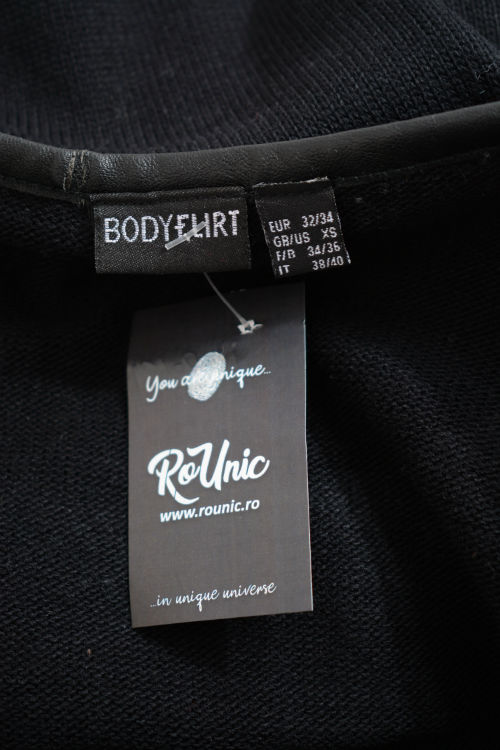 BODYFLIRT
EUR 32/34
GB/US XS
F/B 34/36
IT 38/40
You are unique...
RoUnic
www.rounic.ro
...in unique universe